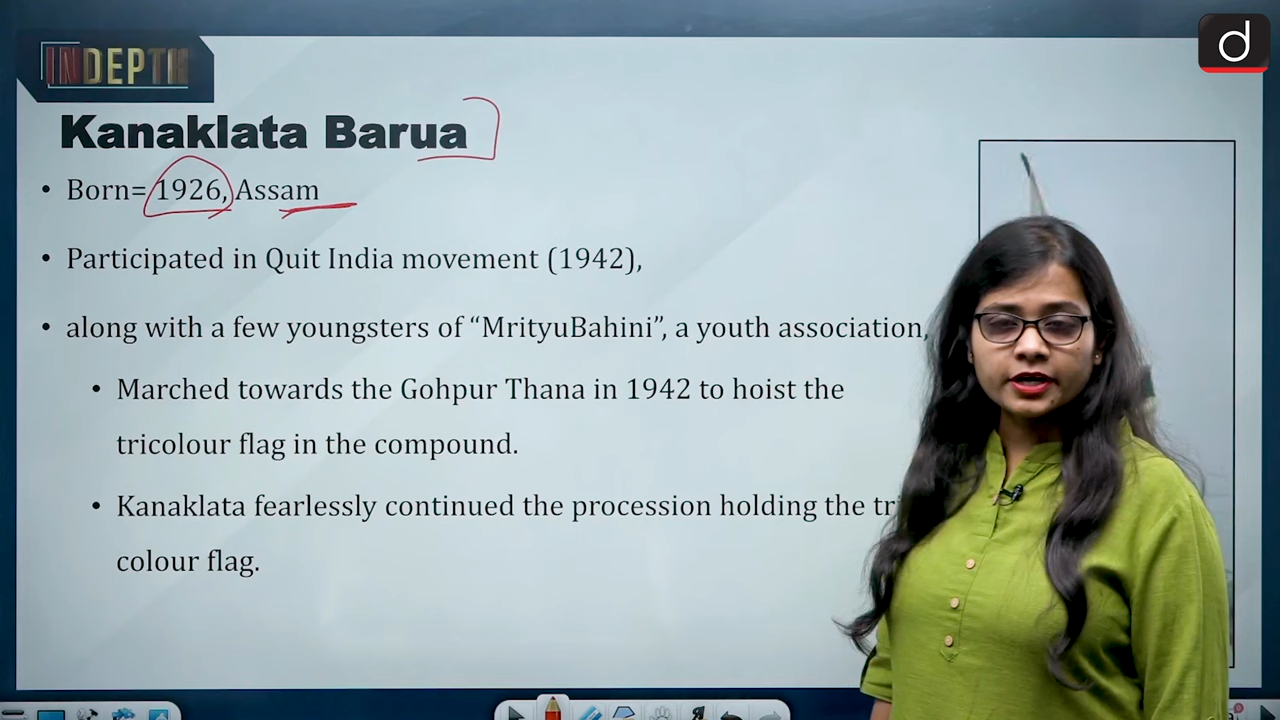 INDEPTH
d
Kanaklata Barua
• Born= 1926, Assam
• Participated in Quit India movement (1942),
• along with a few youngsters of “MrityuBahini”, a youth association,
• Marched towards the Gohpur Thana in 1942 to hoist the
tricolour flag in the compound.
• Kanaklata fearlessly continued the procession holding the tri
colour flag.